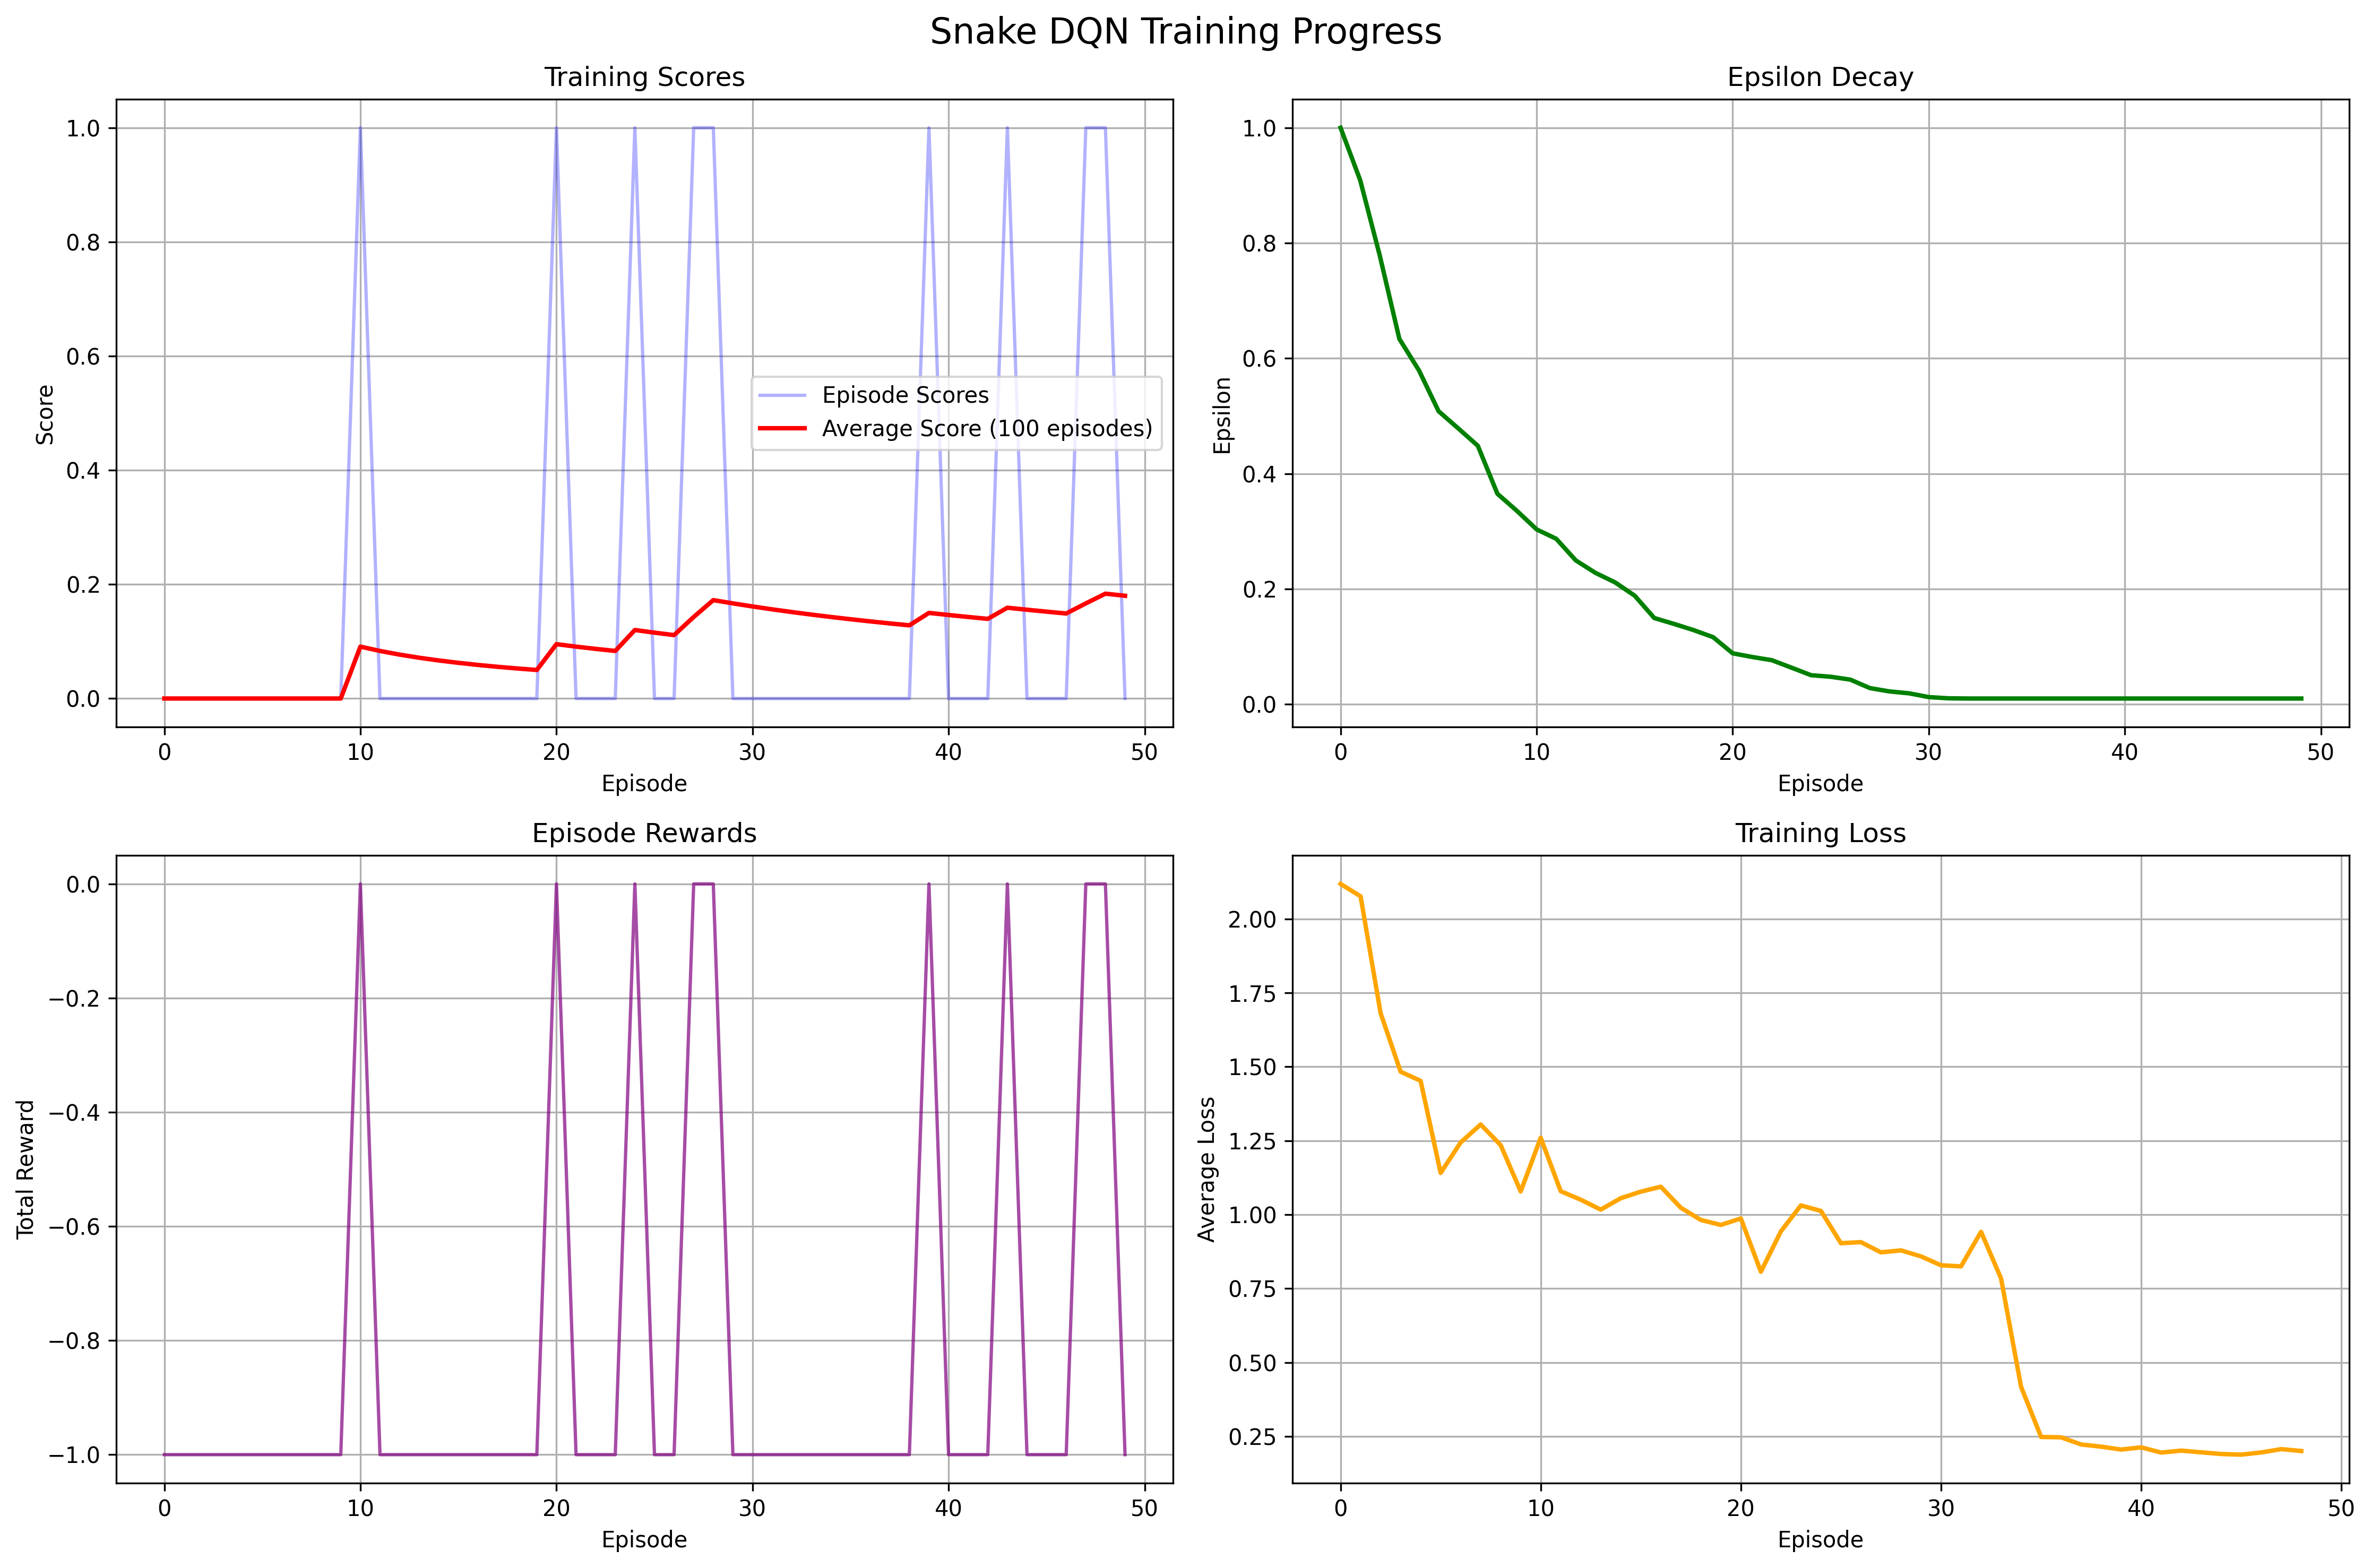 Snake DQN Training Progress
Training Scores
1.0
0.8
0.6
0.4
0.2
0.0
Score
Episode Scores
Average Score (100 episodes)
0 10 20 30 40 50
Episode
Epsilon Decay
1.0
0.8
0.6
0.4
0.2
0.0
Epsilon
0 10 20 30 40 50
Episode
Episode Rewards
0.0
−0.2
−0.4
−0.6
−0.8
−1.0
Total Reward
0 10 20 30 40 50
Episode
Training Loss
2.00
1.75
1.50
1.25
1.00
0.75
0.50
0.25
Average Loss
0 10 20 30 40 50
Episode